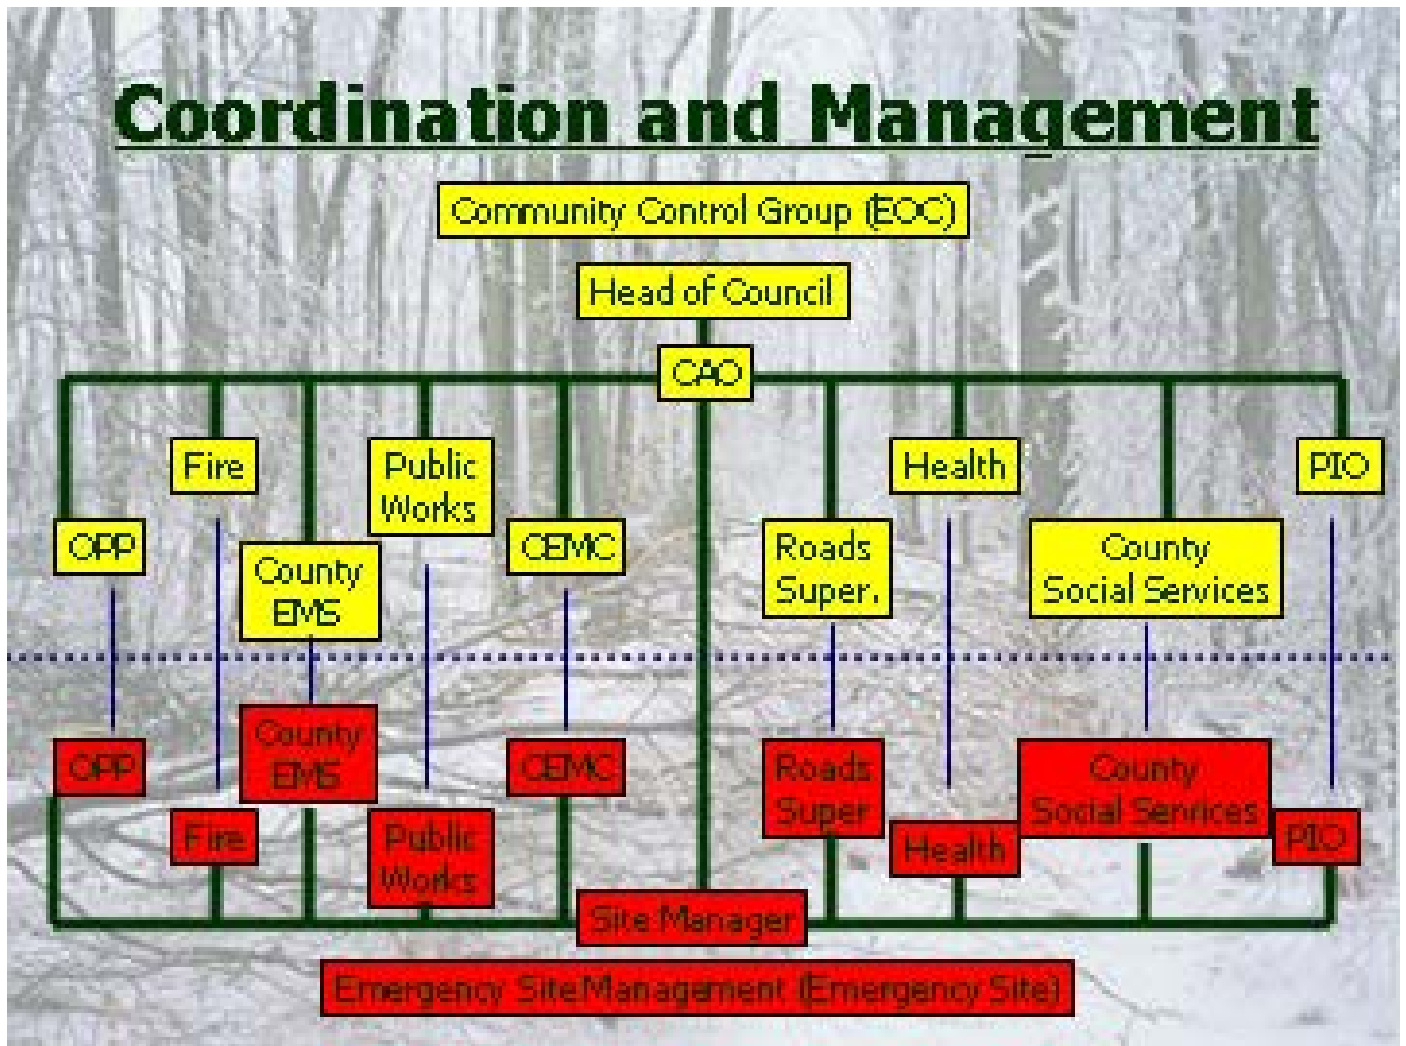 Coordination and Management
Community Control Group (EOC)
Head of Council
CAO
Fire
Public
Works
Health
PIO
OPP
County
EMS
CEMC
Roads
Super.
County
Social Services
OPP
County
EMS
CEMC
Roads
Super
County
Social Services
Fire
Public
Works
Health
PIO
Site Manager
Emergency Site Management (Emergency Site)